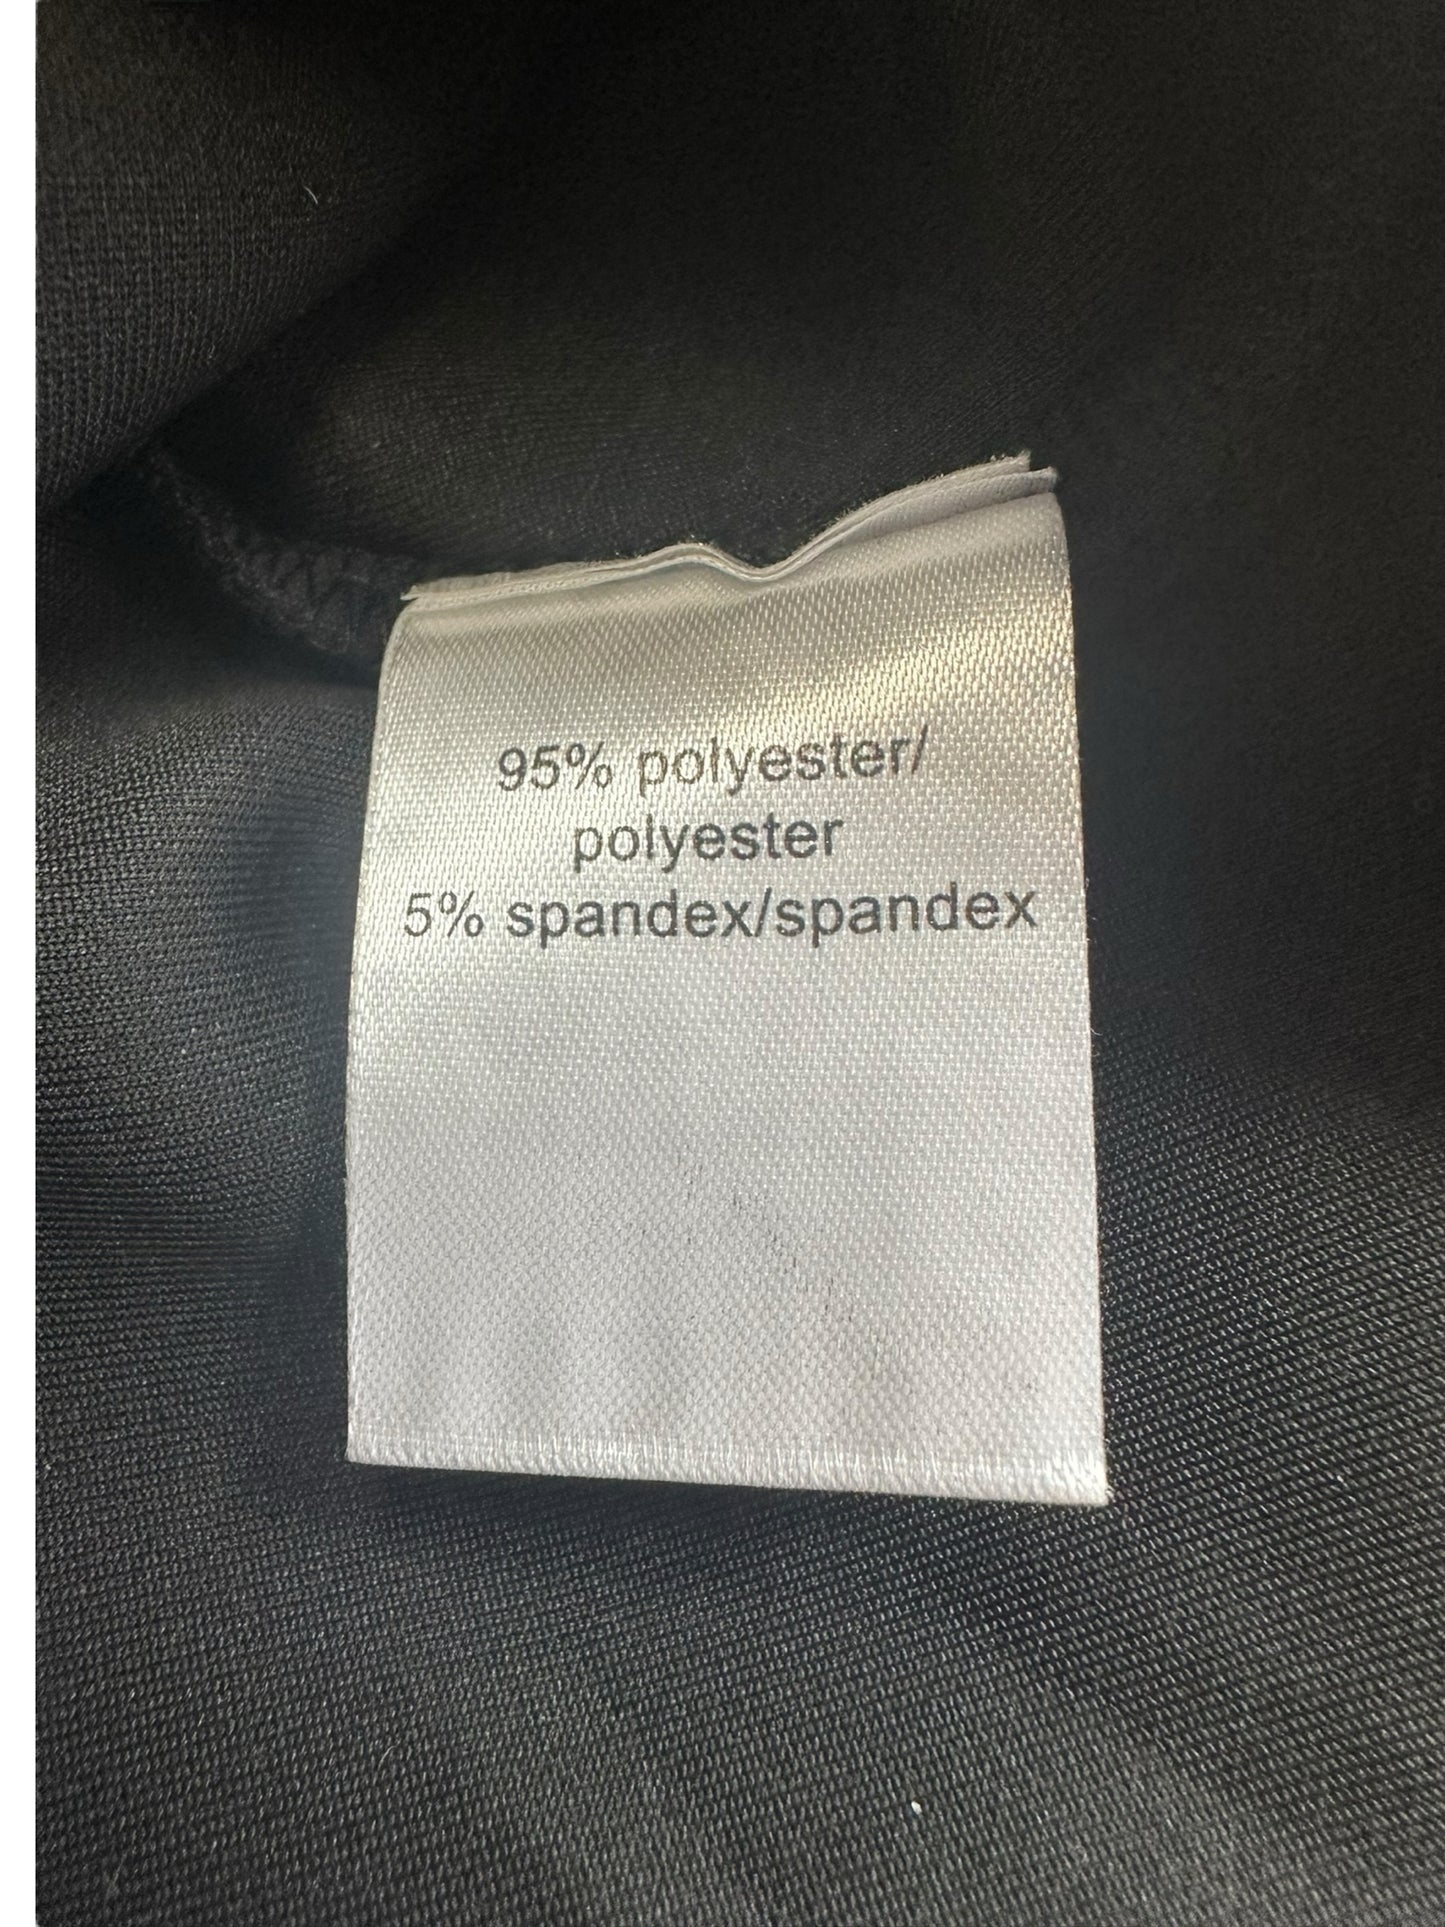 95% polyester/
polyester
5% spandex/spandex